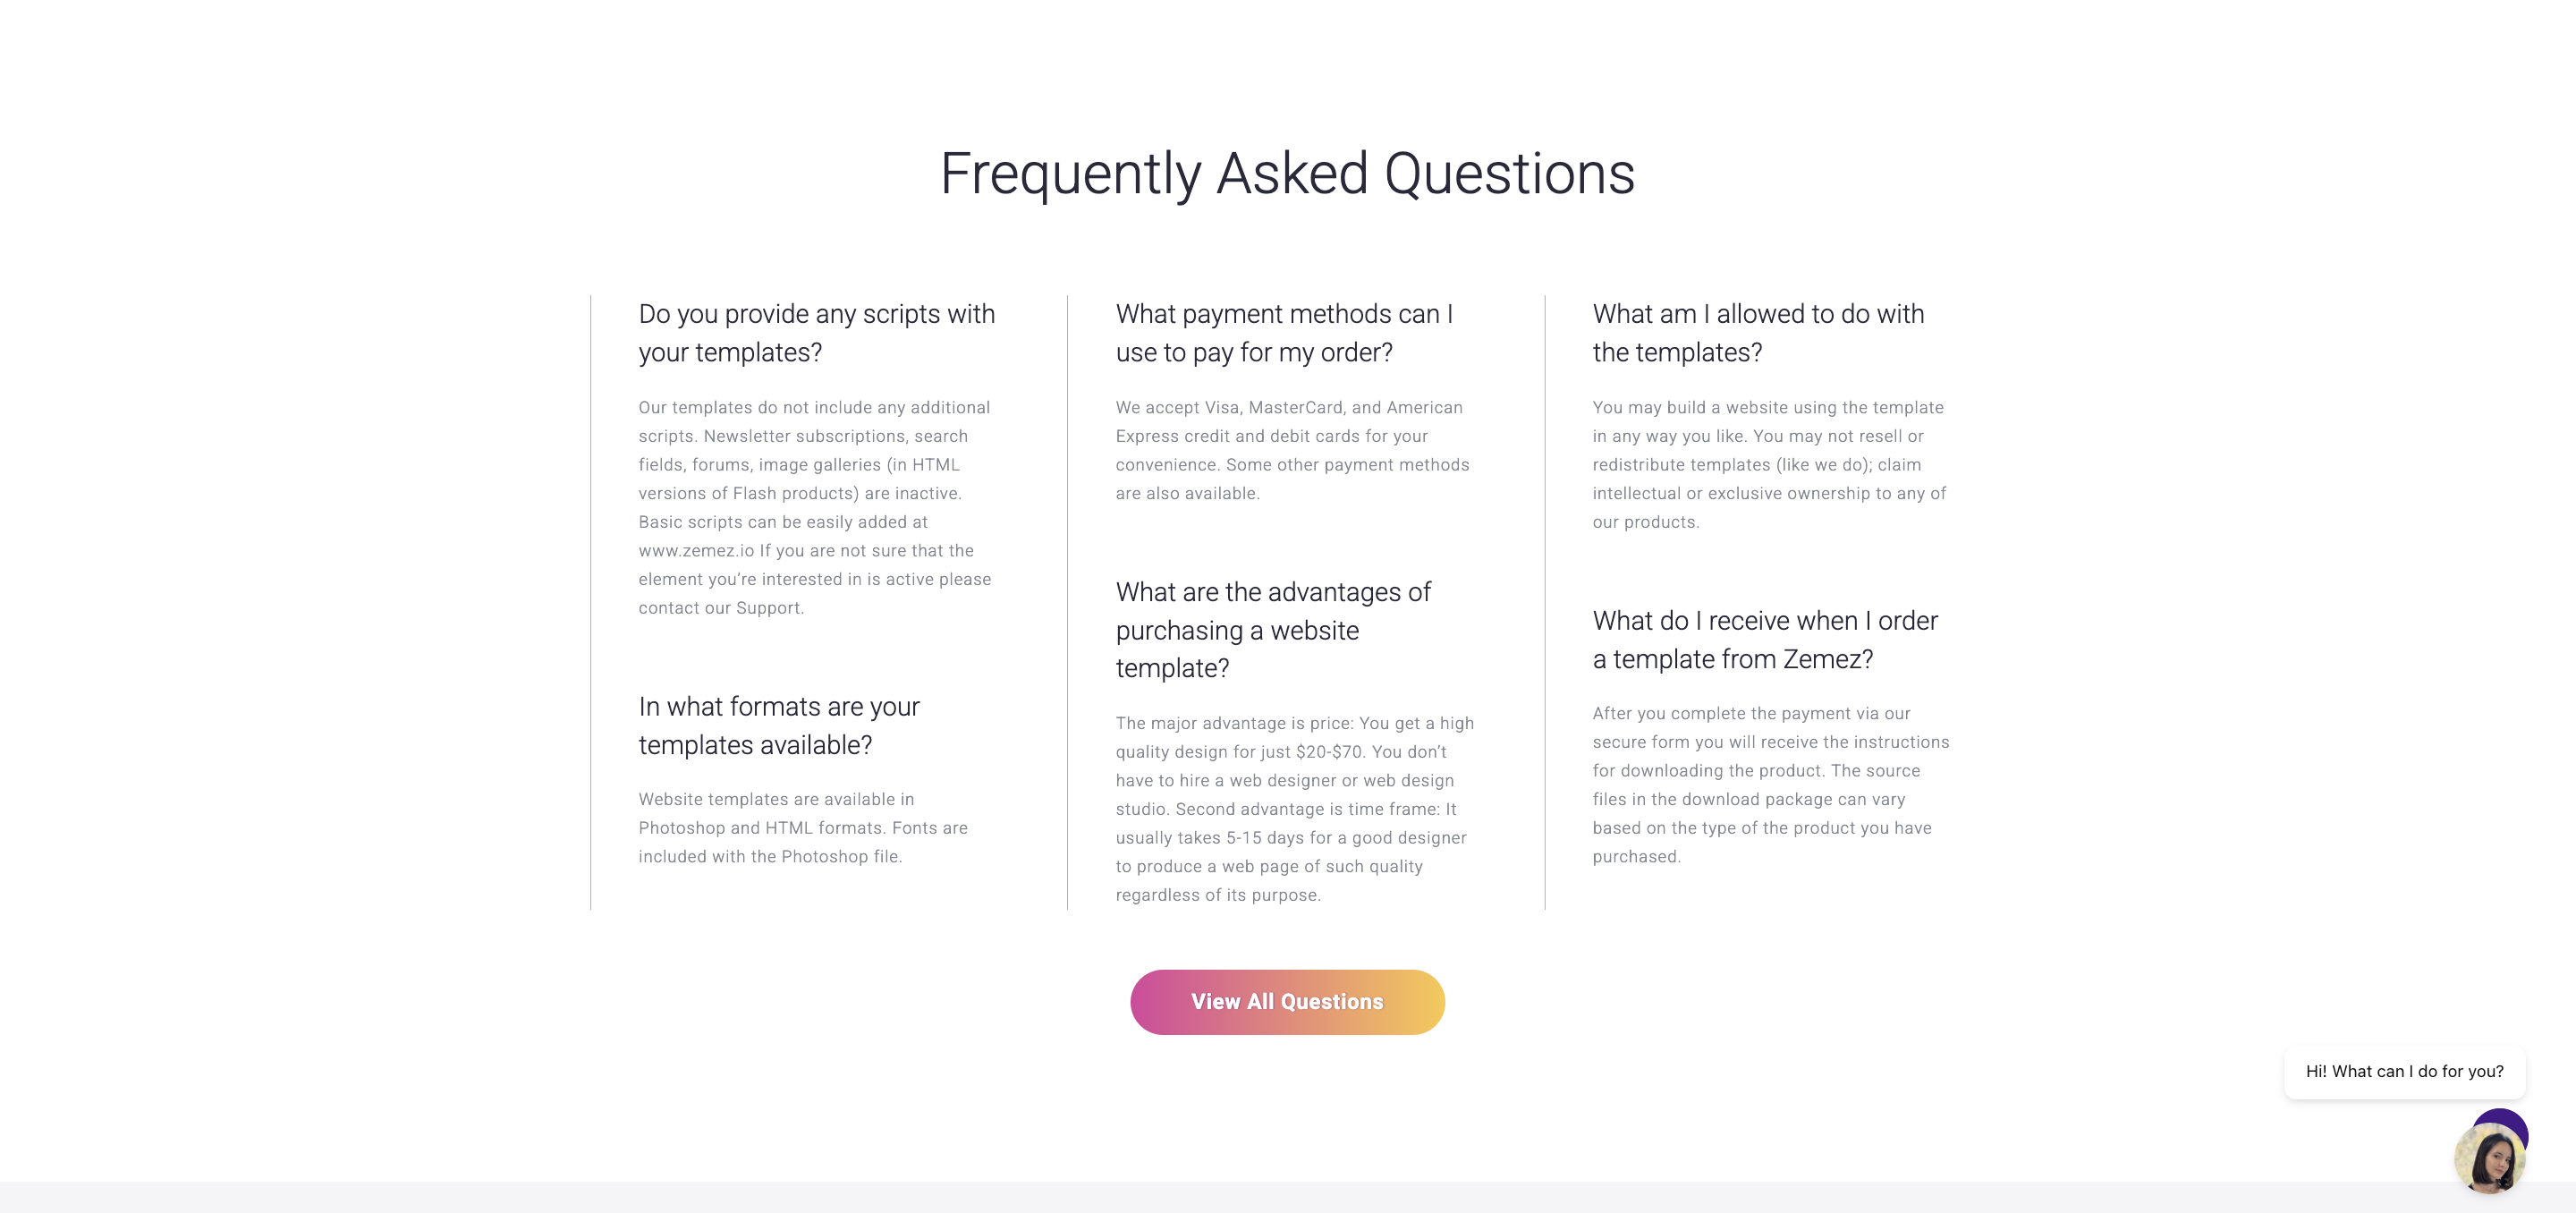 Frequently Asked Questions
Do you provide any scripts with
your templates?
Our templates do not include any additional
scripts. Newsletter subscriptions, search
fields, forums, image galleries (in HTML
versions of Flash products) are inactive.
Basic scripts can be easily added at
www.zemez.io If you are not sure that the
element you’re interested in is active please
contact our Support.
In what formats are your
templates available?
Website templates are available in
Photoshop and HTML formats. Fonts are
included with the Photoshop file.
What payment methods can I
use to pay for my order?
We accept Visa, MasterCard, and American
Express credit and debit cards for your
convenience. Some other payment methods
are also available.
What are the advantages of
purchasing a website
template?
The major advantage is price: You get a high
quality design for just $20-$70. You don’t
have to hire a web designer or web design
studio. Second advantage is time frame: It
usually takes 5-15 days for a good designer
to produce a web page of such quality
regardless of its purpose.
What am I allowed to do with
the templates?
You may build a website using the template
in any way you like. You may not resell or
redistribute templates (like we do); claim
intellectual or exclusive ownership to any of
our products.
What do I receive when I order
a template from Zemez?
After you complete the payment via our
secure form you will receive the instructions
for downloading the product. The source
files in the download package can vary
based on the type of the product you have
purchased.
View All Questions
Hi! What can I do for you?